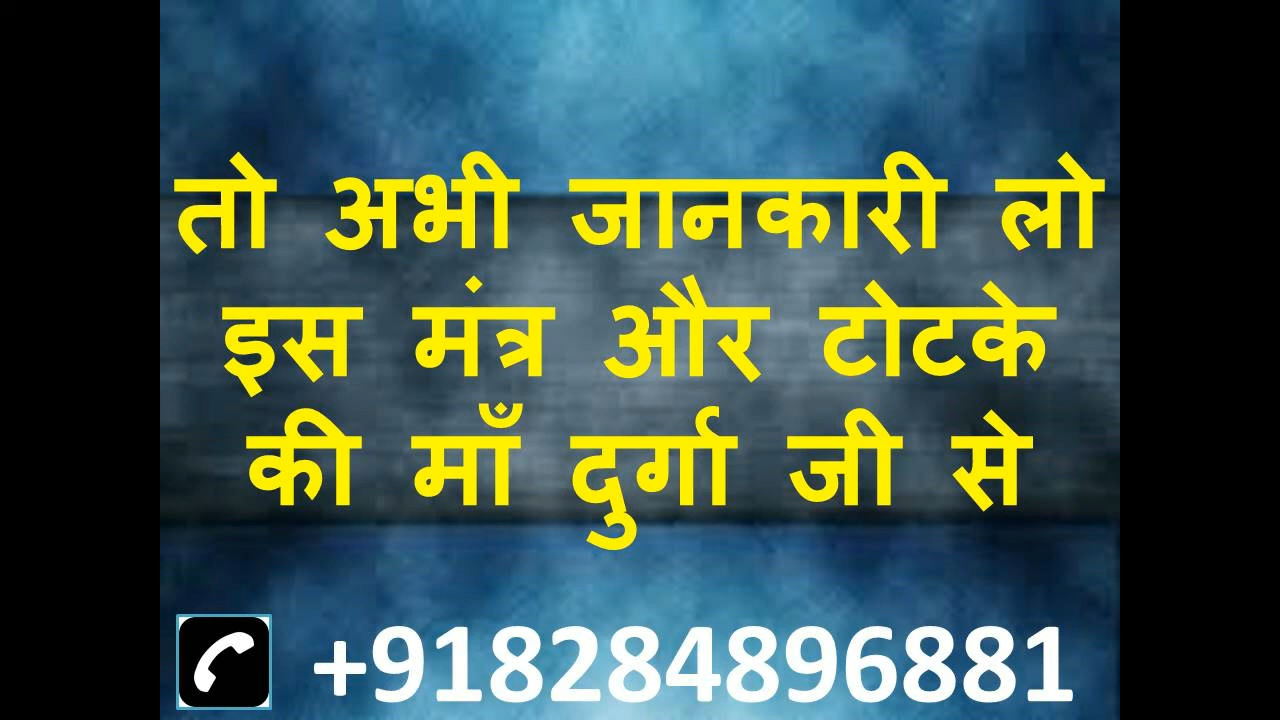 तो अभी जानकारी लो
इस मंत्र और टोटके
की माँ दुर्गा जी से
+918284896881